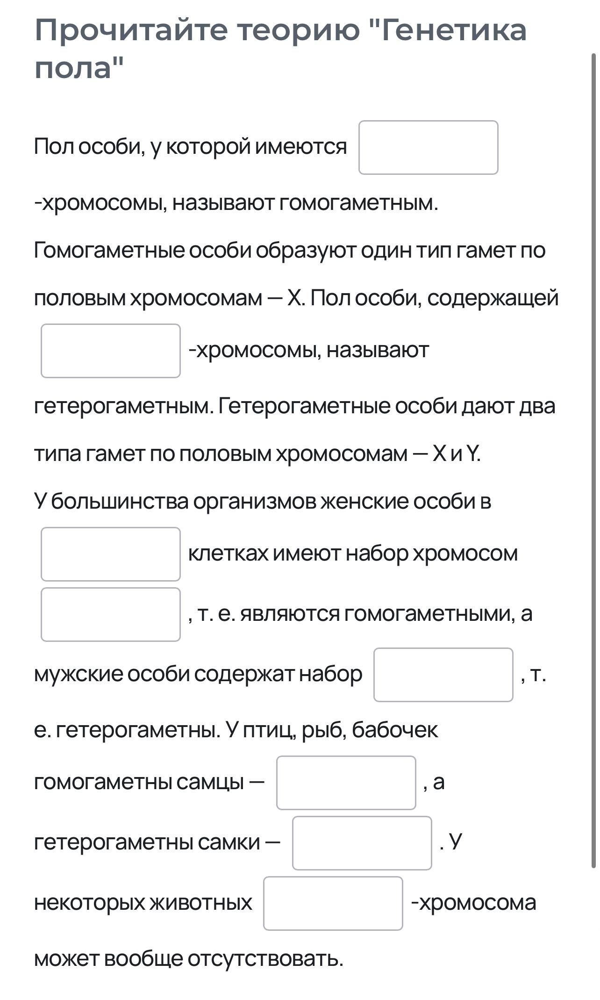 Прочитайте теорию "Генетика
пола"
Пол особи, у которой имеются
-хромосомы, называют гомогаметным.
Гомогаметные особи образуют один тип гамет по
половым хромосомам — X. Пол особи, содержащей
-хромосомы, называют
гетерогаметным. Гетерогаметные особи дают два
типа гамет по половым хромосомам — X и Y.
У большинства организмов женские особи в
клетках имеют набор хромосом
, т. е. являются гомогаметными, а
мужские особи содержат набор , т.
е. гетерогаметны. У птиц, рыб, бабочек
гомогаметны самцы — , а
гетерогаметны самки — . У
некоторых животных -хромосома
может вообще отсутствовать.